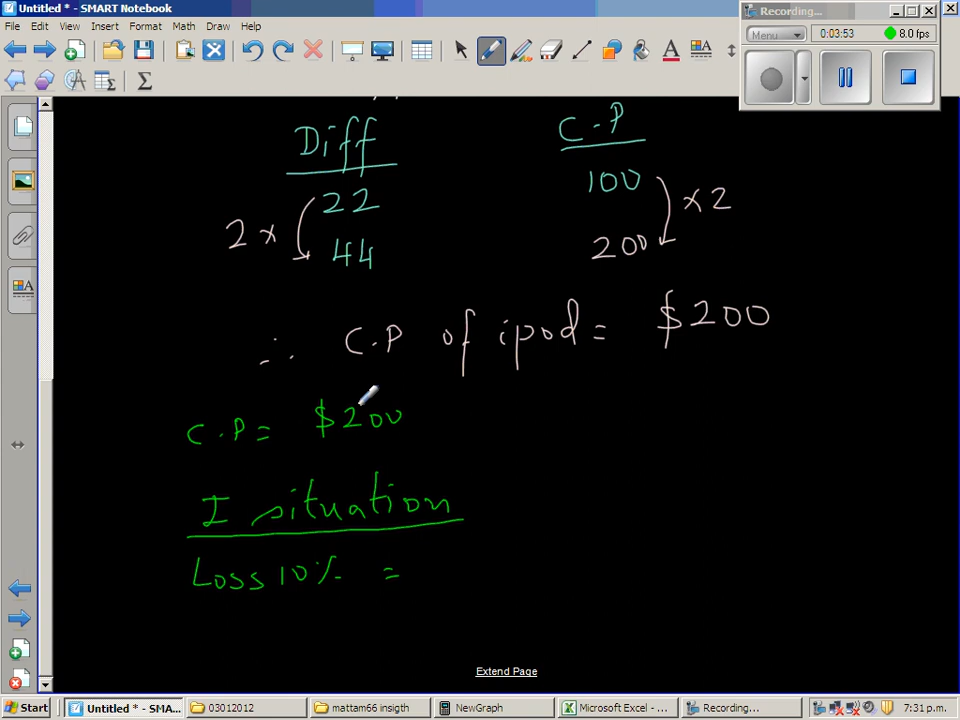 Untitled * - SMART Notebook
File Edit View Insert Format Math Draw Help
Recording...
Menu 0:03:53 8.0 fps
Diff C.P
22 100
2 × × 2
44 200
∴ C.P of ipod = $200
C.P = $200
I situation
Loss 10% =
Extend Page
Start Untitled * - SMA... 03012012 mattam66 insigth NewGraph Microsoft Excel - ... Recording... 7:31 p.m.